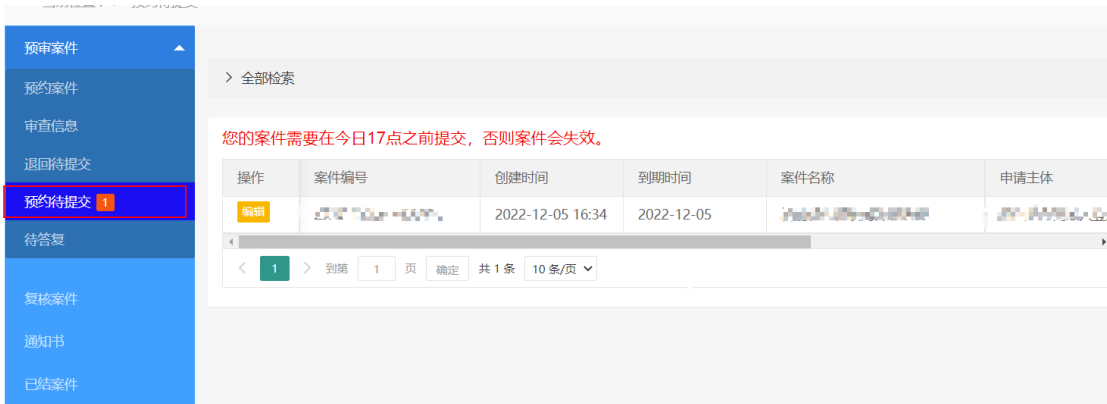 预审案件
预约案件
审查信息
退回待提交
预约待提交 1
待答复
复核案件
通知书
已结案件
全部检索
您的案件需要在今日17点之前提交，否则案件会失效。
操作 案件编号 创建时间 到期时间 案件名称 申请主体
编辑 2022-12-05 16:34 2022-12-05
1 到第 1 页 确定 共 1 条 10 条/页